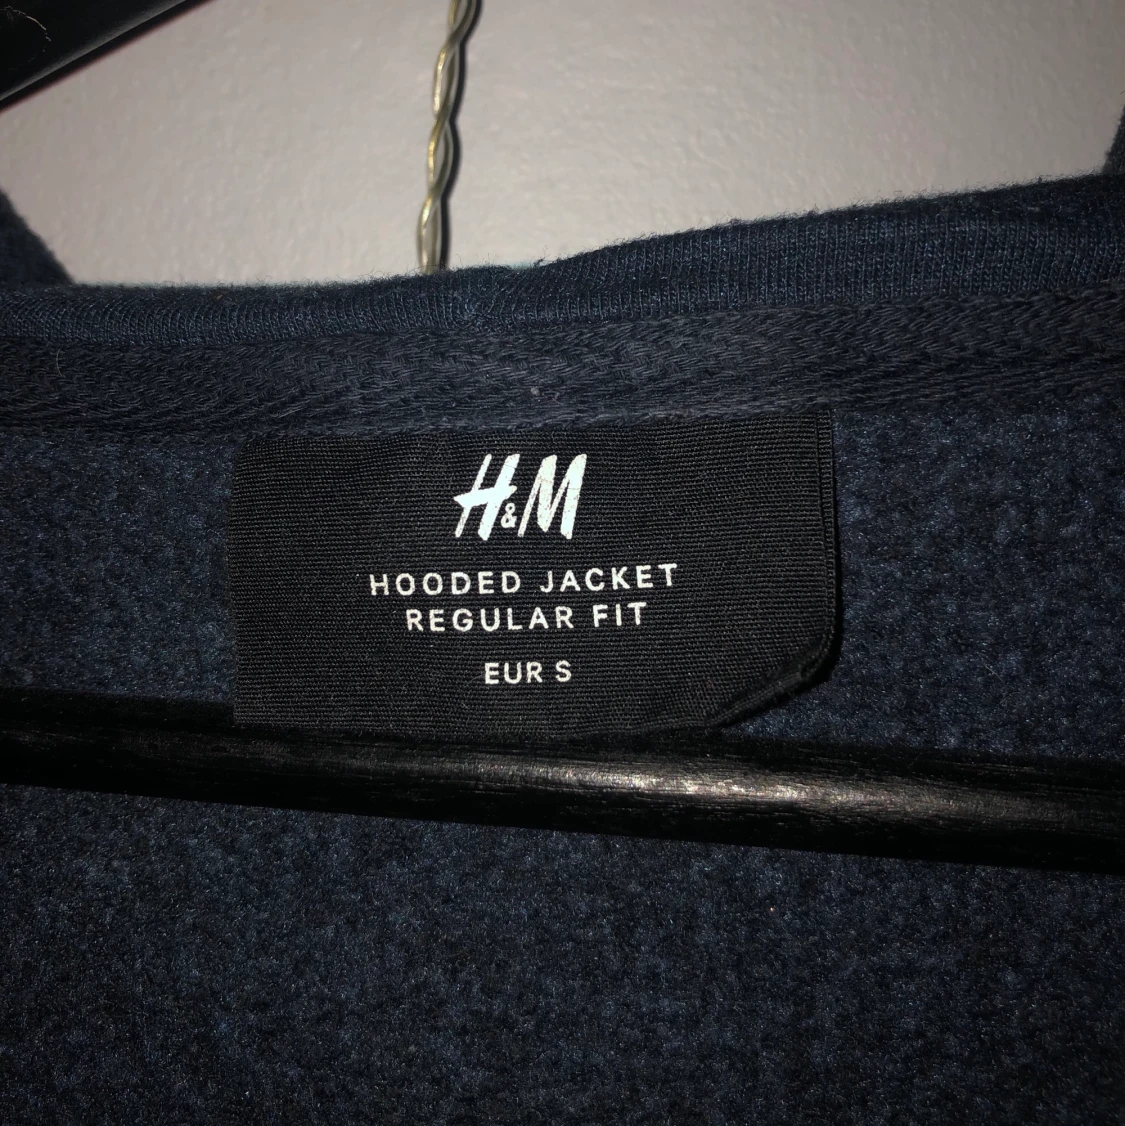 H&M
HOODED JACKET
REGULAR FIT
EUR S